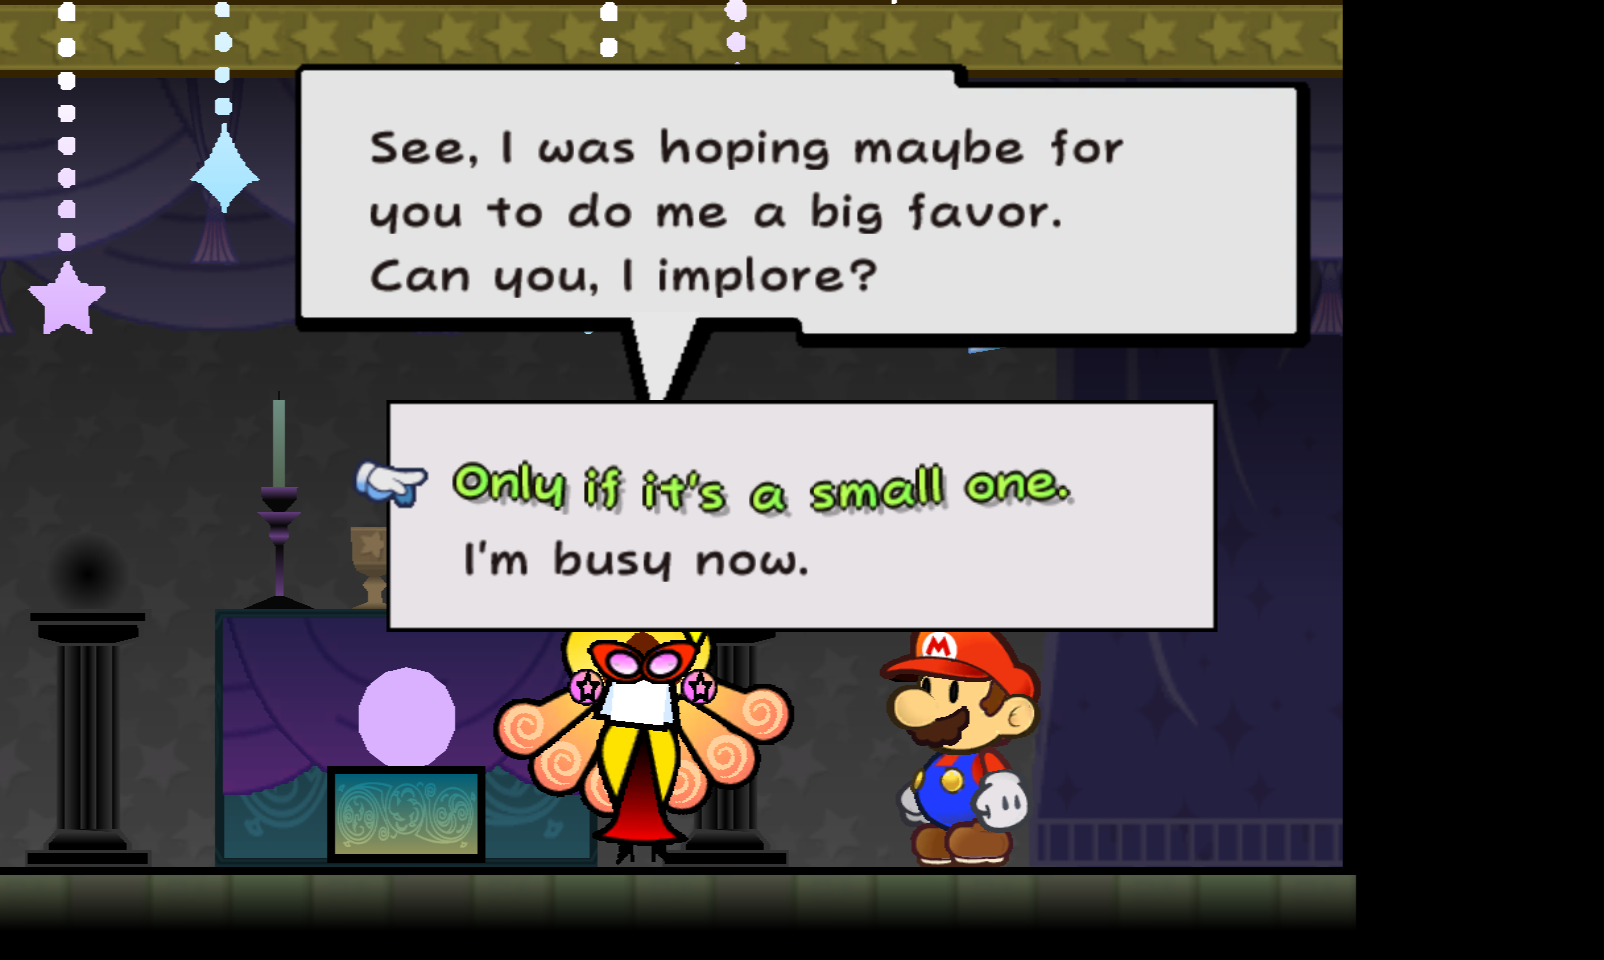 See, I was hoping maybe for
you to do me a big favor.
Can you, I implore?
Only if it's a small one.
I'm busy now.
M